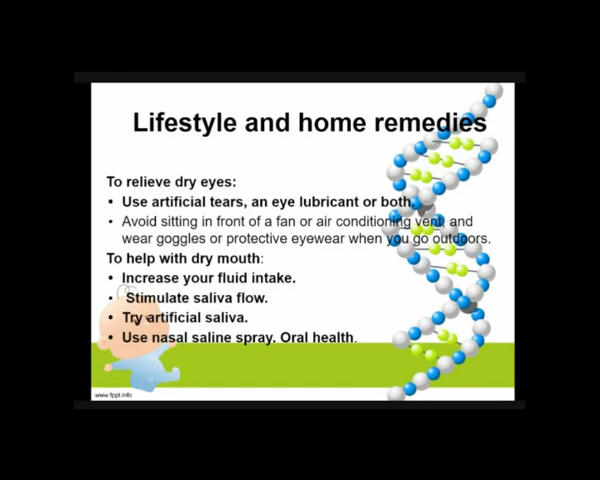 Lifestyle and home remedies
To relieve dry eyes:
• Use artificial tears, an eye lubricant or both.
• Avoid sitting in front of a fan or air conditioning vent, and
wear goggles or protective eyewear when you go outdoors.
To help with dry mouth:
• Increase your fluid intake.
• Stimulate saliva flow.
• Try artificial saliva.
• Use nasal saline spray. Oral health.
www.fppt.info